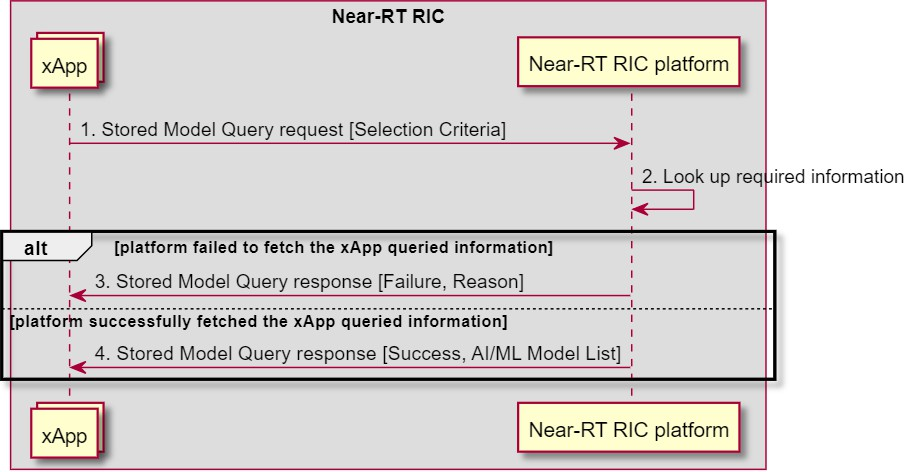 Near-RT RIC
xApp
Near-RT RIC platform
1. Stored Model Query request [Selection Criteria]
2. Look up required information
alt
[platform failed to fetch the xApp queried information]
3. Stored Model Query response [Failure, Reason]
[platform successfully fetched the xApp queried information]
4. Stored Model Query response [Success, AI/ML Model List]
xApp
Near-RT RIC platform